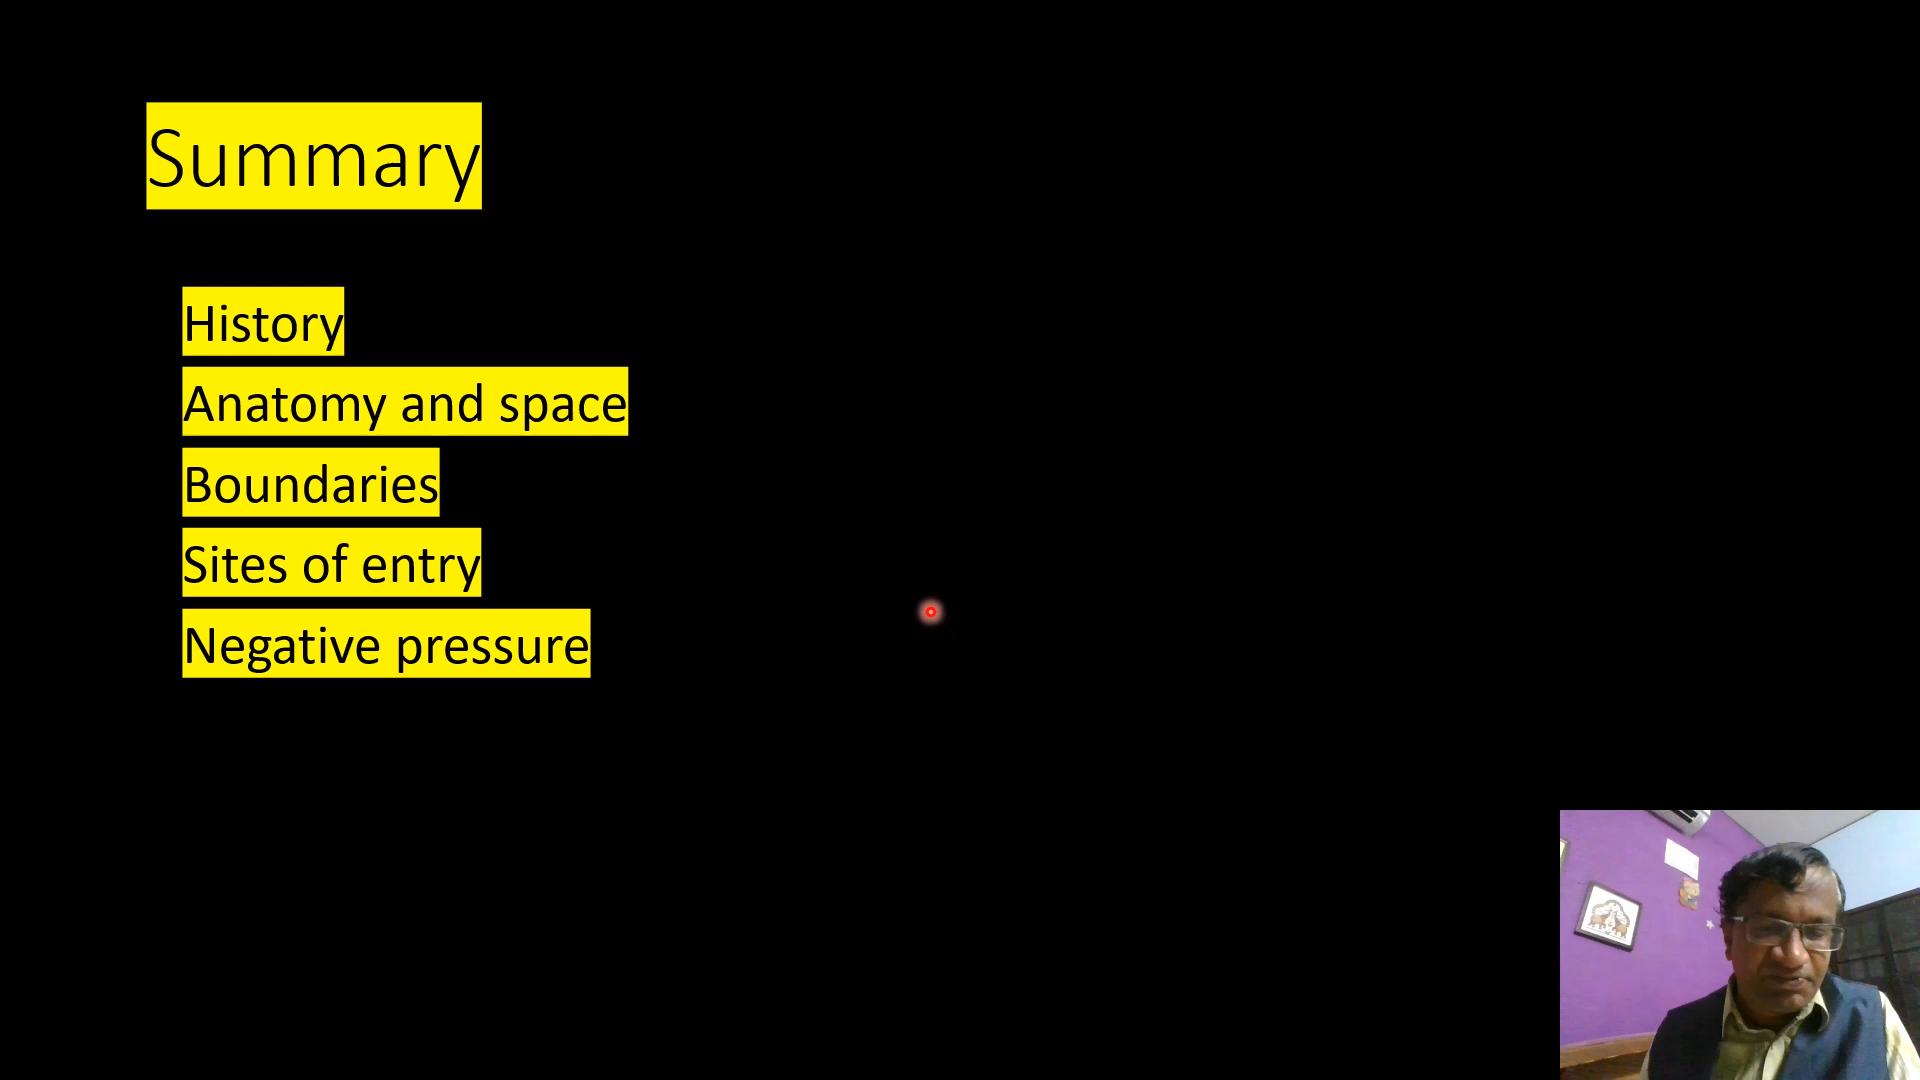 Summary
History
Anatomy and space
Boundaries
Sites of entry
Negative pressure